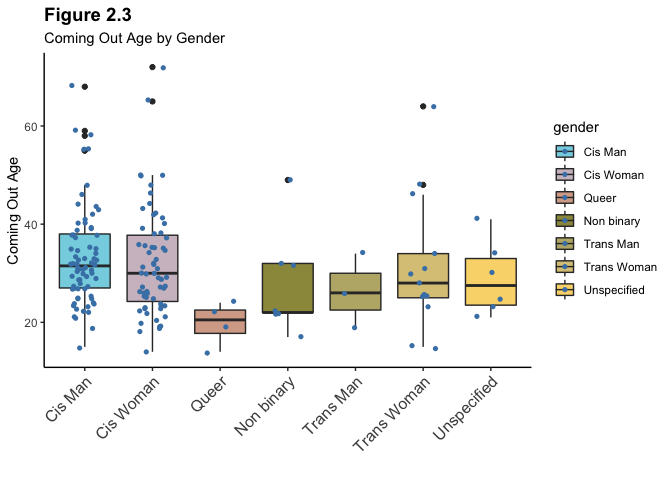 Figure 2.3
Coming Out Age by Gender
Coming Out Age
60
40
20
Cis Man
Cis Woman
Queer
Non binary
Trans Man
Trans Woman
Unspecified
gender
Cis Man
Cis Woman
Queer
Non binary
Trans Man
Trans Woman
Unspecified